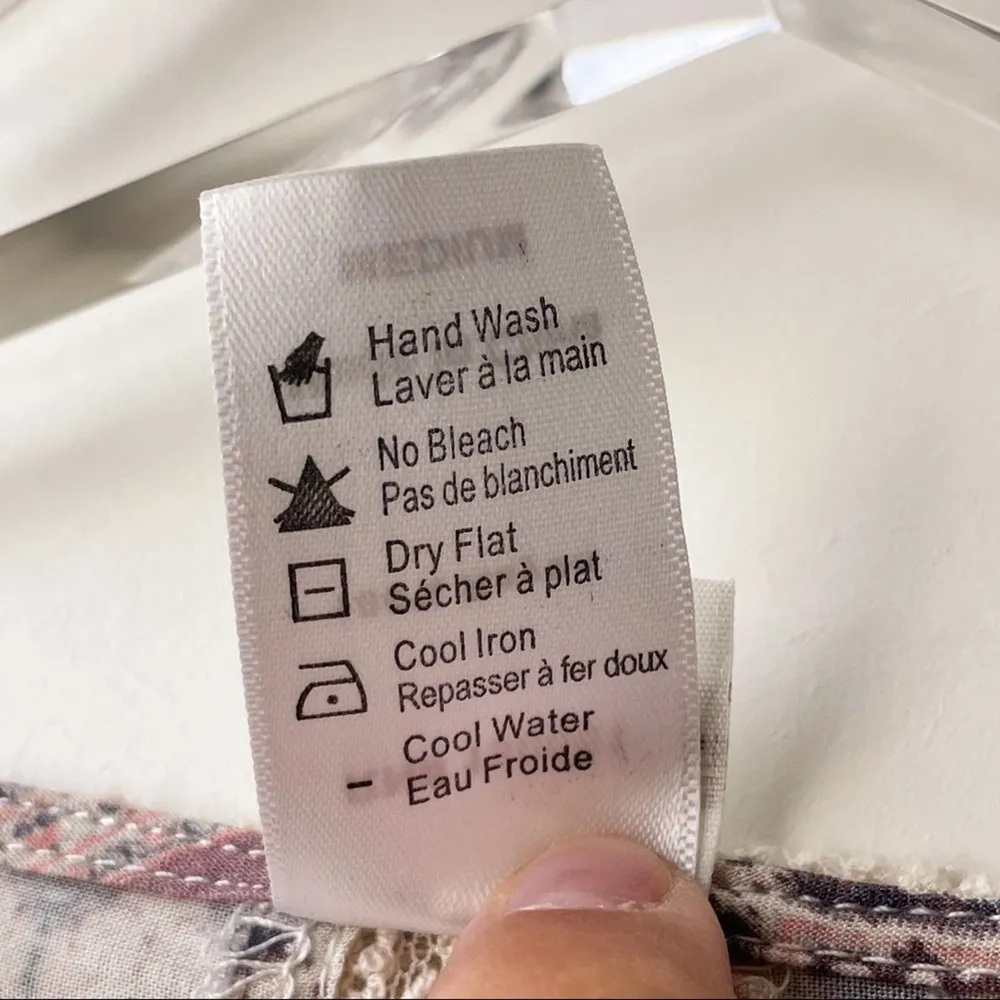 Hand Wash
Laver à la main
No Bleach
Pas de blanchiment
Dry Flat
Sécher à plat
Cool Iron
Repasser à fer doux
Cool Water
- Eau Froide